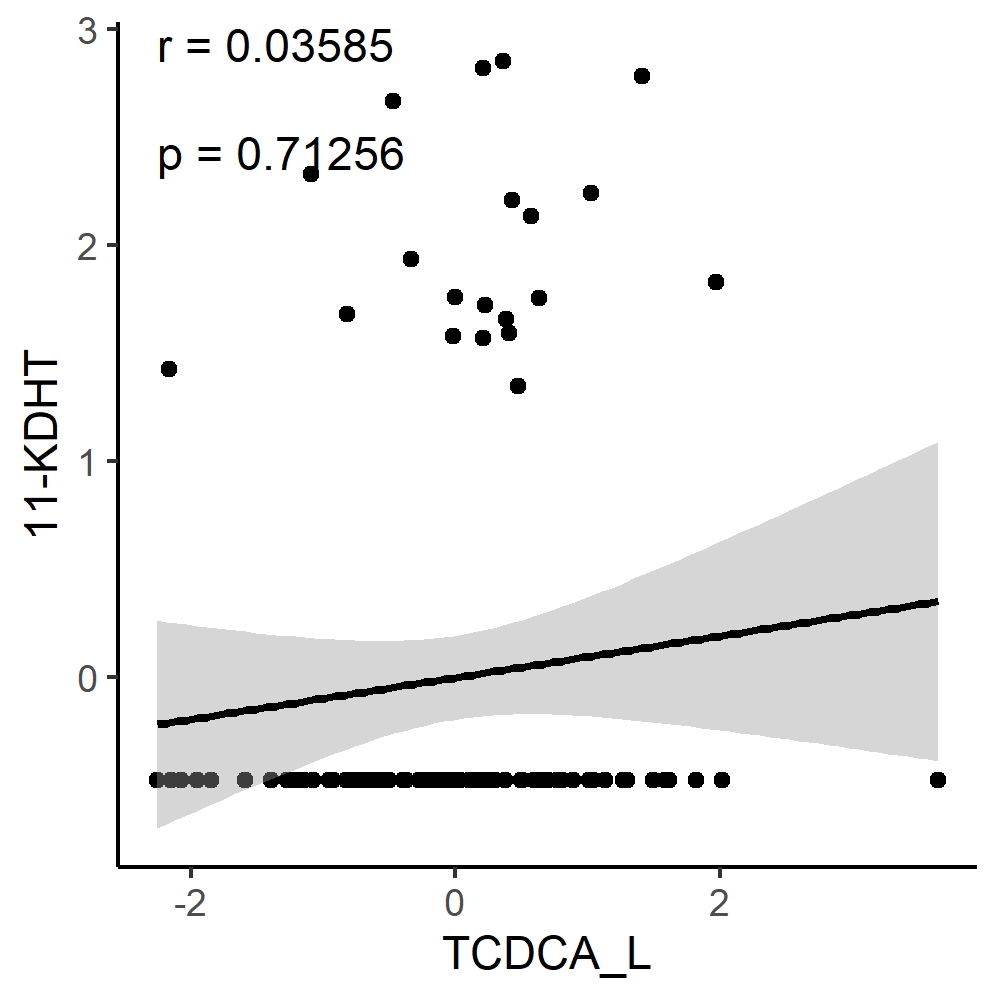 r = 0.03585
p = 0.71256
3
2
1
0
11-KDHT
-2 0 2
TCDCA_L